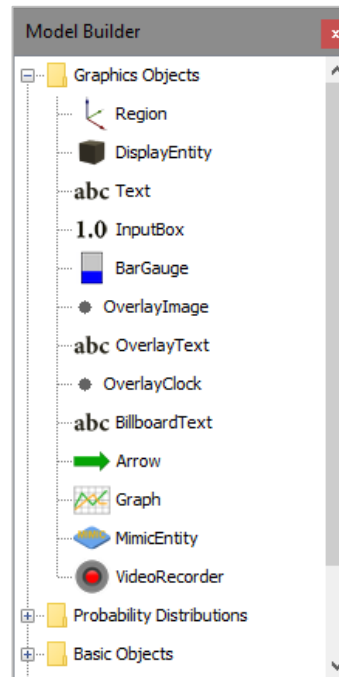 Model Builder
x
Graphics Objects
Region
DisplayEntity
abc Text
1.0 InputBox
BarGauge
OverlayImage
abc OverlayText
OverlayClock
abc BillboardText
Arrow
Graph
MIMIC MimicEntity
VideoRecorder
Probability Distributions
Basic Objects